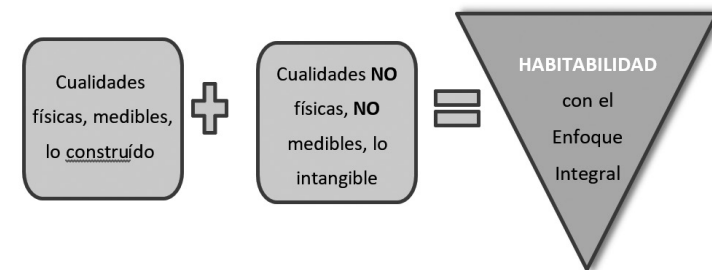 Cualidades
físicas, medibles,
lo construído
Cualidades NO
físicas, NO
medibles, lo
intangible
HABITABILIDAD
con el
Enfoque
Integral